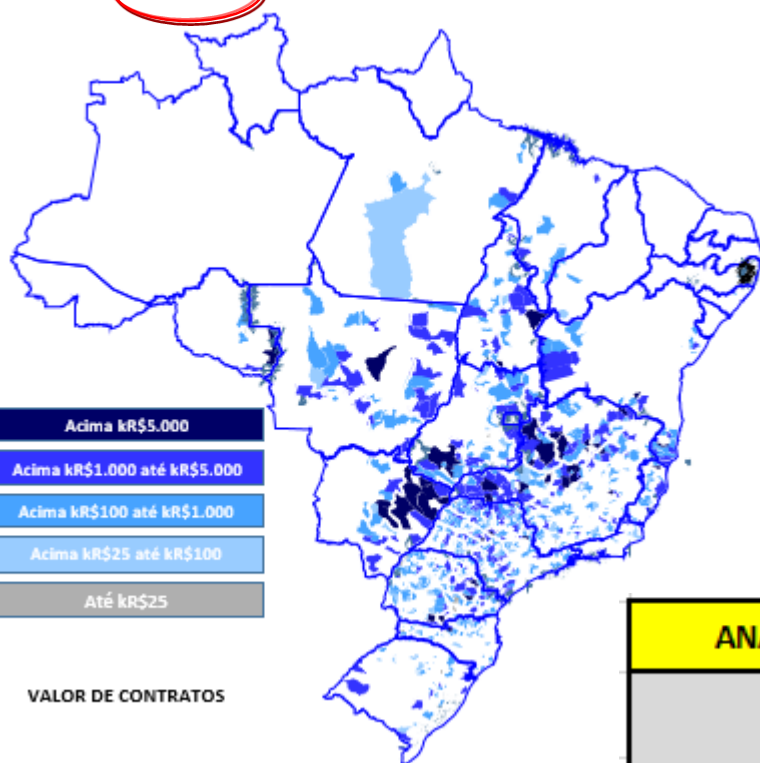 Acima kR$5.000
Acima kR$1.000 até kR$5.000
Acima kR$100 até kR$1.000
Acima kR$25 até kR$100
Até kR$25
VALOR DE CONTRATOS
ANA